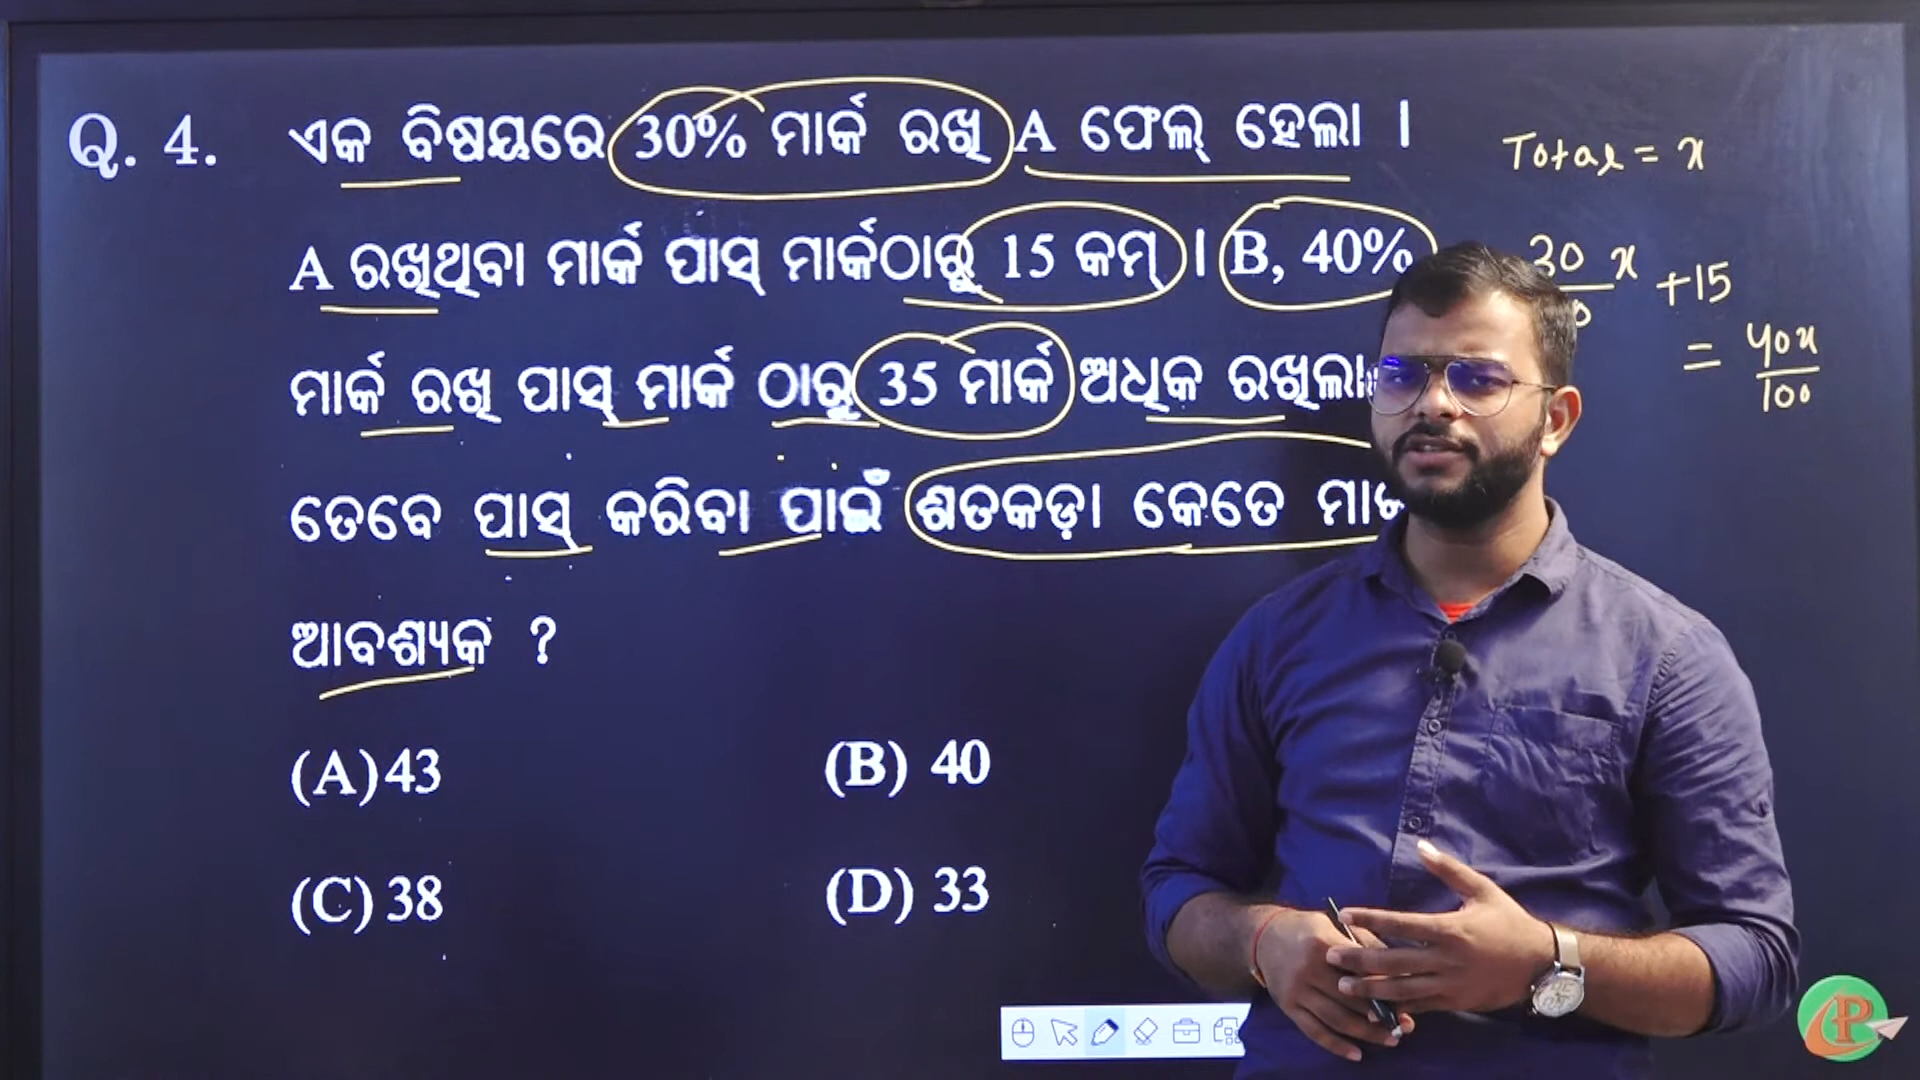 Q. 4. ଏକ ବିଷୟରେ 30% ମାର୍କ ରଖି A ଫେଲ୍ ହେଲା ।
A ରଖିଥିବା ମାର୍କ ପାସ୍ ମାର୍କଠାରୁ 15 କମ୍ । B, 40%
ମାର୍କ ରଖି ପାସ୍ ମାର୍କ ଠାରୁ 35 ମାର୍କ ଅଧିକ ରଖିଲା
ତେବେ ପାସ୍ କରିବା ପାଇଁ ଶତକଡ଼ା କେତେ
ଆବଶ୍ୟକ ?
(A) 43 (B) 40
(C) 38 (D) 33
Total = x
30 x + 15
= 40x
100